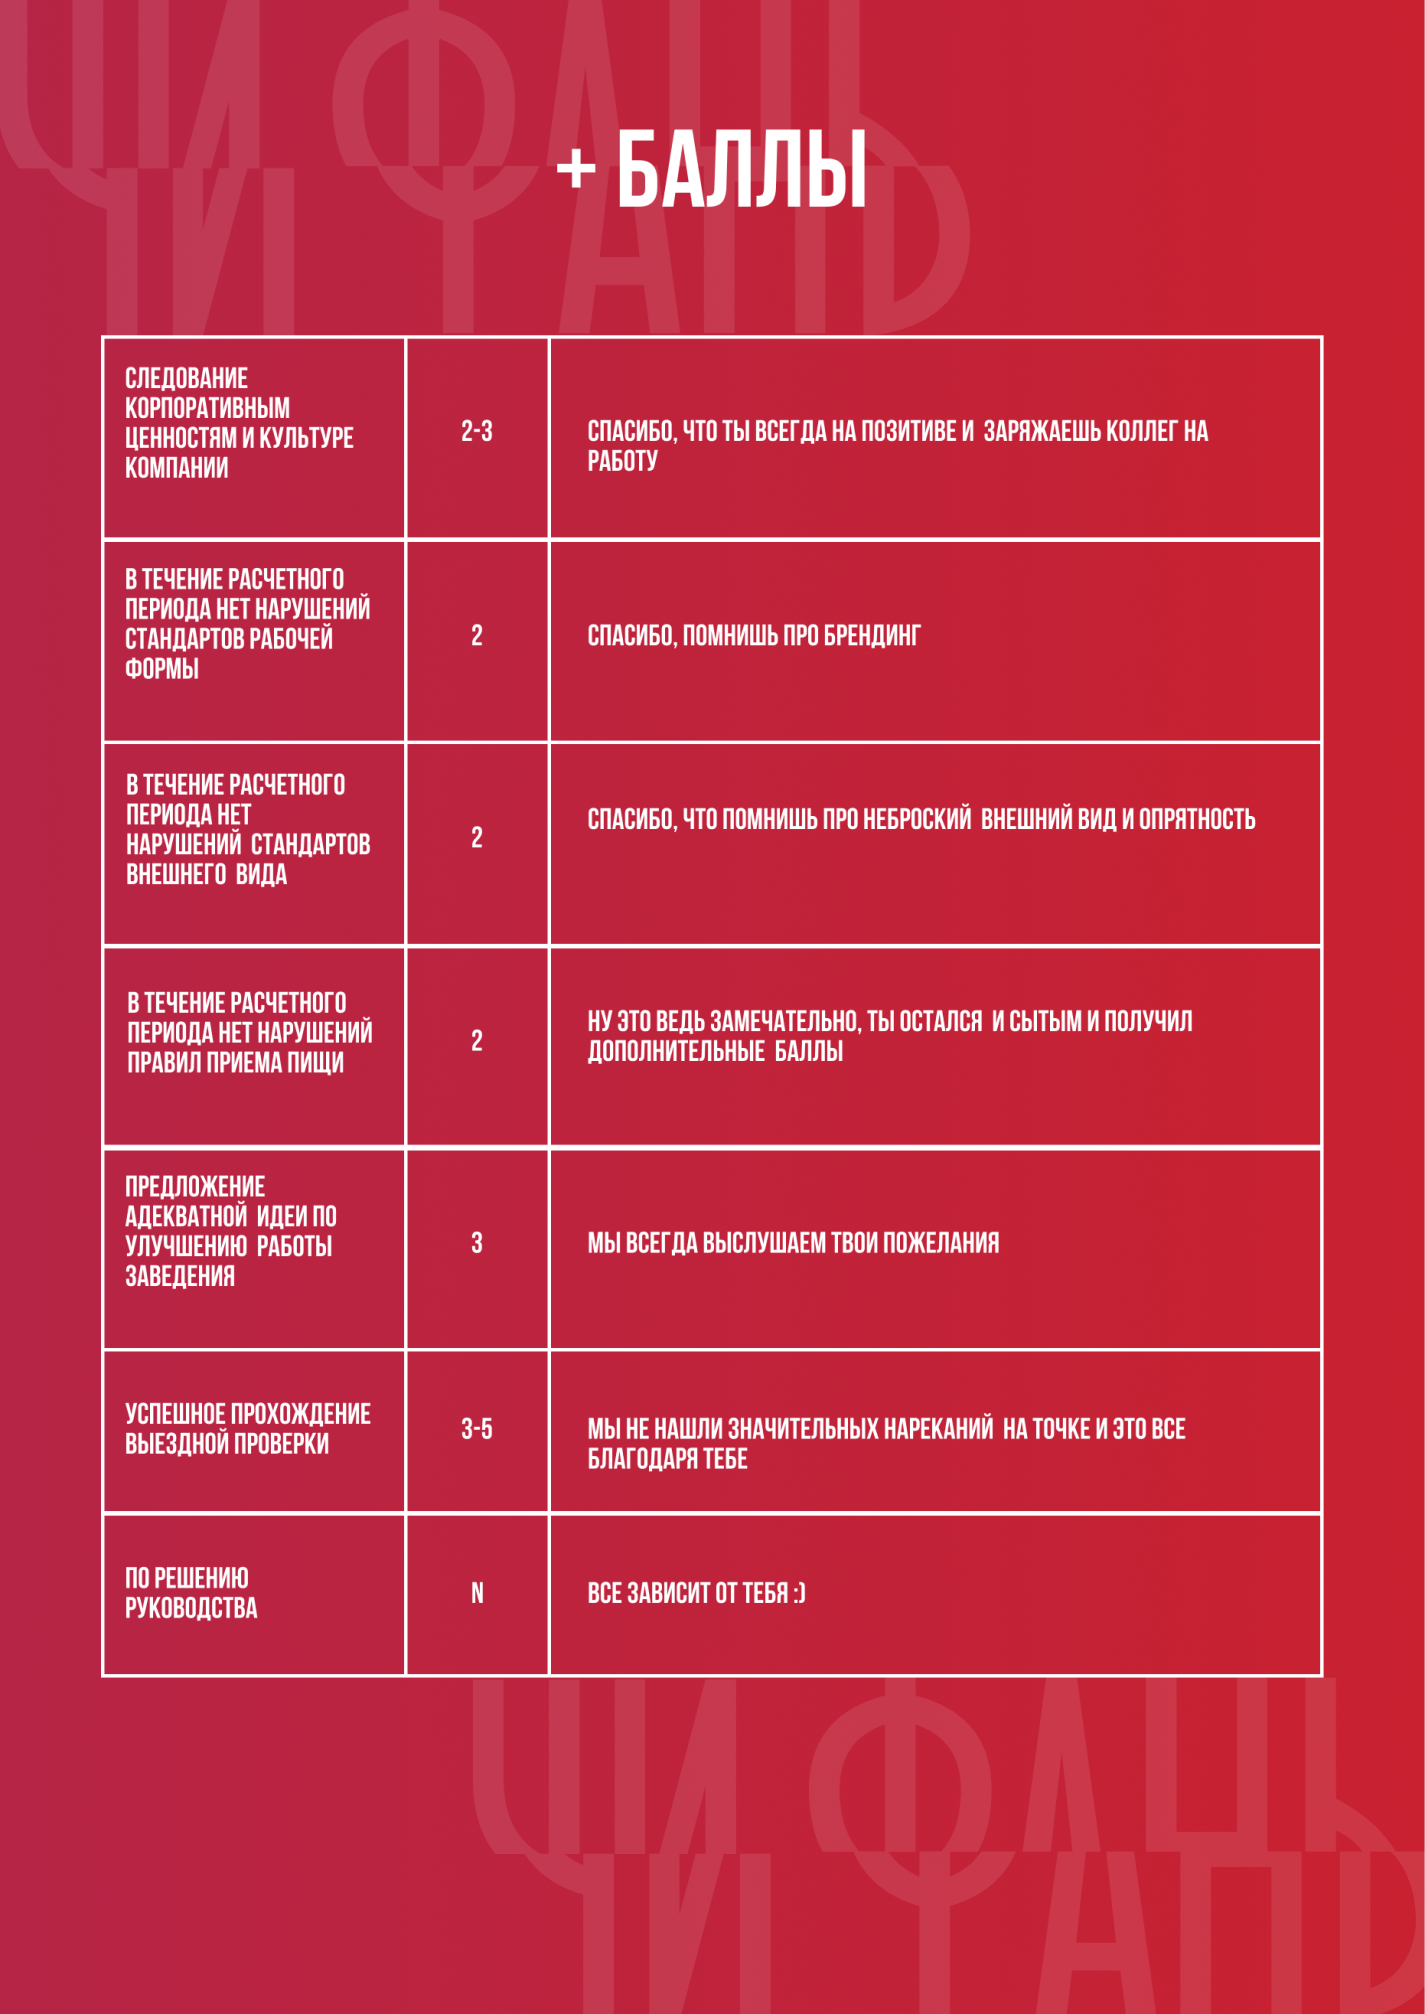 ЧИ ФАНЬ
+ БАЛЛЫ
СЛЕДОВАНИЕ
КОРПОРАТИВНЫМ
ЦЕННОСТЯМ И КУЛЬТУРЕ
КОМПАНИИ
2-3
СПАСИБО, ЧТО ТЫ ВСЕГДА НА ПОЗИТИВЕ И ЗАРЯЖАЕШЬ КОЛЛЕГ НА
РАБОТУ
В ТЕЧЕНИЕ РАСЧЕТНОГО
ПЕРИОДА НЕТ НАРУШЕНИЙ
СТАНДАРТОВ РАБОЧЕЙ
ФОРМЫ
2
СПАСИБО, ПОМНИШЬ ПРО БРЕНДИНГ
В ТЕЧЕНИЕ РАСЧЕТНОГО
ПЕРИОДА НЕТ
НАРУШЕНИЙ СТАНДАРТОВ
ВНЕШНЕГО ВИДА
2
СПАСИБО, ЧТО ПОМНИШЬ ПРО НЕБРОСКИЙ ВНЕШНИЙ ВИД И ОПРЯТНОСТЬ
В ТЕЧЕНИЕ РАСЧЕТНОГО
ПЕРИОДА НЕТ НАРУШЕНИЙ
ПРАВИЛ ПРИЕМА ПИЩИ
2
НУ ЭТО ВЕДЬ ЗАМЕЧАТЕЛЬНО, ТЫ ОСТАЛСЯ И СЫТЫМ И ПОЛУЧИЛ
ДОПОЛНИТЕЛЬНЫЕ БАЛЛЫ
ПРЕДЛОЖЕНИЕ
АДЕКВАТНОЙ ИДЕИ ПО
УЛУЧШЕНИЮ РАБОТЫ
ЗАВЕДЕНИЯ
3
МЫ ВСЕГДА ВЫСЛУШАЕМ ТВОИ ПОЖЕЛАНИЯ
УСПЕШНОЕ ПРОХОЖДЕНИЕ
ВЫЕЗДНОЙ ПРОВЕРКИ
3-5
МЫ НЕ НАШЛИ ЗНАЧИТЕЛЬНЫХ НАРЕКАНИЙ НА ТОЧКЕ И ЭТО ВСЕ
БЛАГОДАРЯ ТЕБЕ
ПО РЕШЕНИЮ
РУКОВОДСТВА
N
ВСЕ ЗАВИСИТ ОТ ТЕБЯ :)
ЧИ ФАНЬ